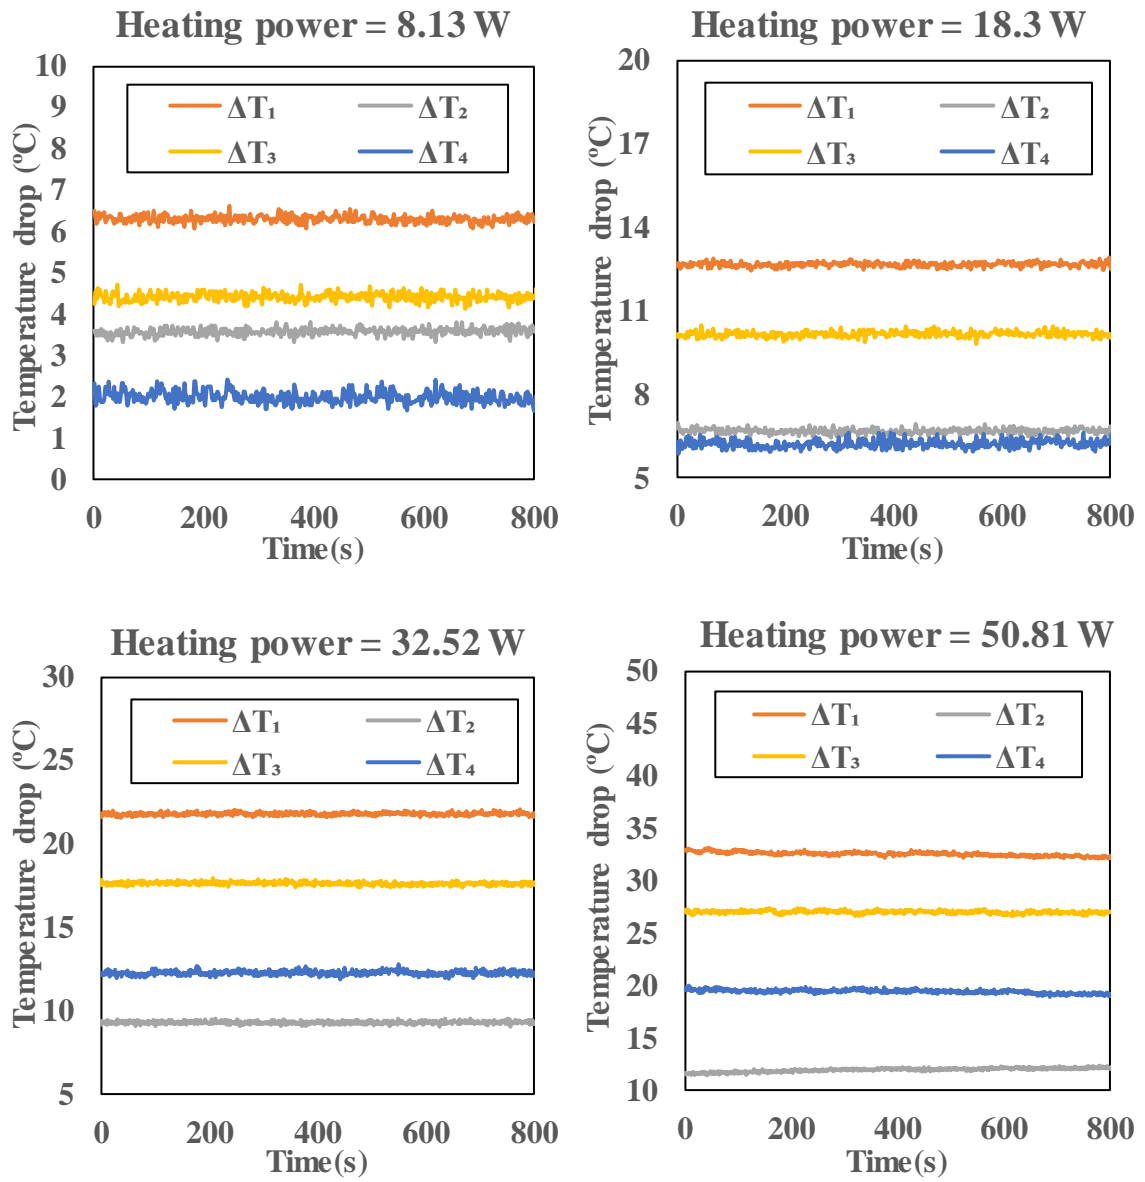 Heating power = 8.13 W
10
9
8
7
6
5
4
3
2
1
0
Temperature drop (ºC)
ΔT₁ ΔT₂
ΔT₃ ΔT₄
0 200 400 600 800
Time(s)
Heating power = 18.3 W
20
17
14
11
8
5
Temperature drop (ºC)
ΔT₁ ΔT₂
ΔT₃ ΔT₄
0 200 400 600 800
Time(s)
Heating power = 32.52 W
30
25
20
15
10
5
Temperature drop (ºC)
ΔT₁ ΔT₂
ΔT₃ ΔT₄
0 200 400 600 800
Time(s)
Heating power = 50.81 W
50
45
40
35
30
25
20
15
10
Temperature drop (ºC)
ΔT₁ ΔT₂
ΔT₃ ΔT₄
0 200 400 600 800
Time(s)